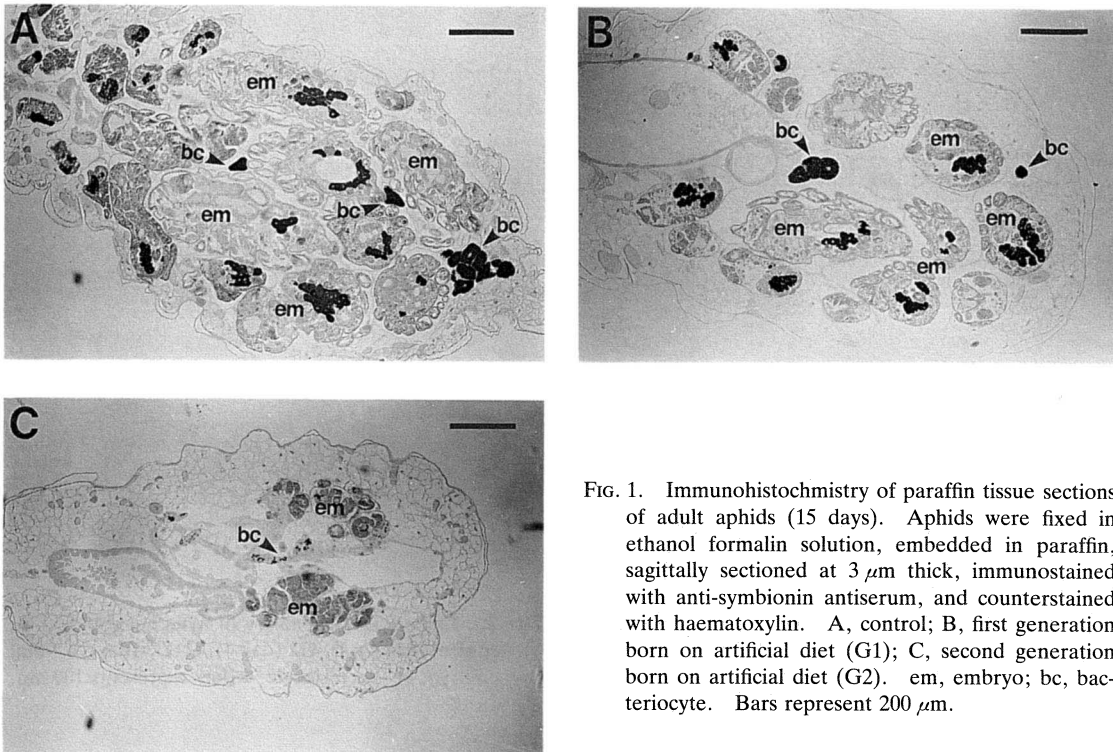 A
em
bc
em
bc
bc
em
B
bc
em
bc
em
em
em
C
em
bc
em
FIG. 1. Immunohistochmistry of paraffin tissue sections
of adult aphids (15 days). Aphids were fixed in
ethanol formalin solution, embedded in paraffin,
sagittally sectioned at 3 μm thick, immunostained
with anti-symbionin antiserum, and counterstained
with haematoxylin. A, control; B, first generation
born on artificial diet (G1); C, second generation
born on artificial diet (G2). em, embryo; bc, bac-
teriocyte. Bars represent 200 μm.